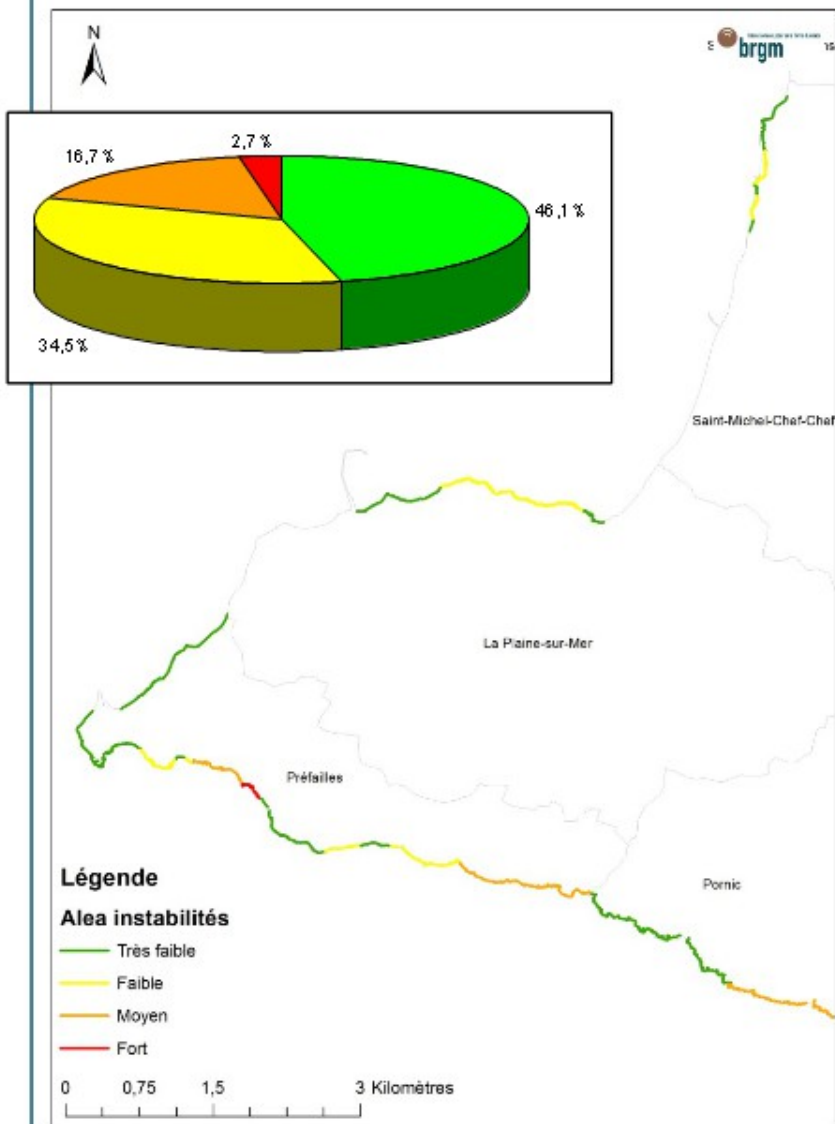 N
brgm
2,7 %
16,7 %
46,1 %
34,5 %
Saint-Michel-Chef-Chef
La Plaine-sur-Mer
Préfailles
Pornic
Légende
Alea instabilités
Très faible
Faible
Moyen
Fort
0 0,75 1,5 3 Kilomètres